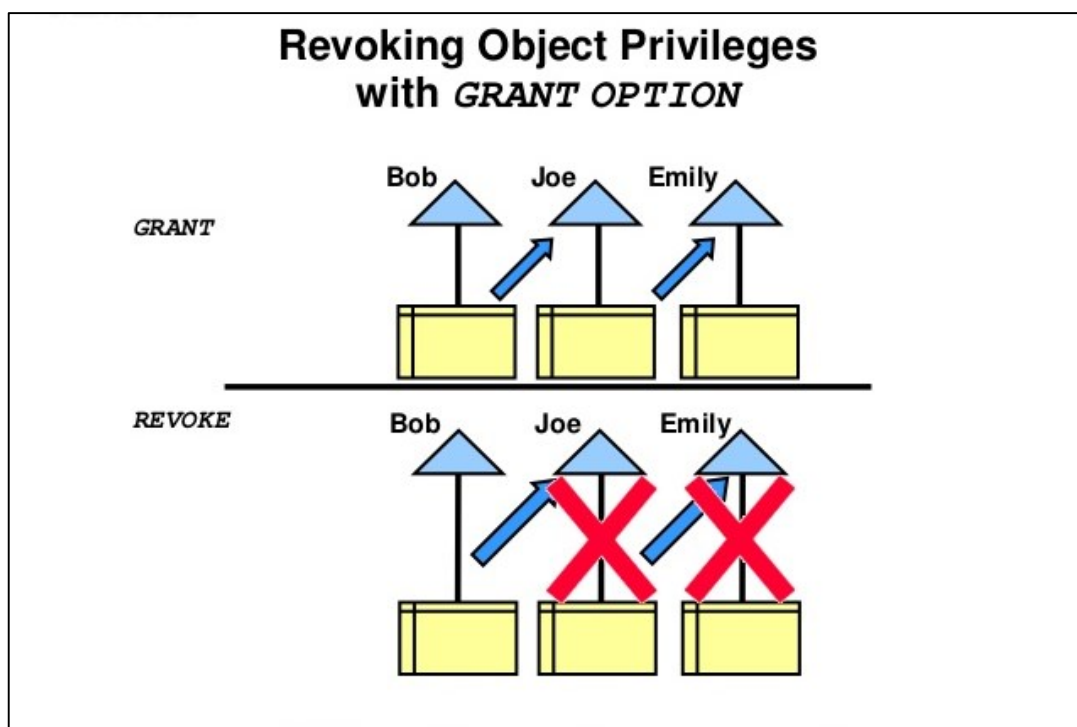 Revoking Object Privileges
with GRANT OPTION
Bob Joe Emily
GRANT
REVOKE
Bob Joe Emily